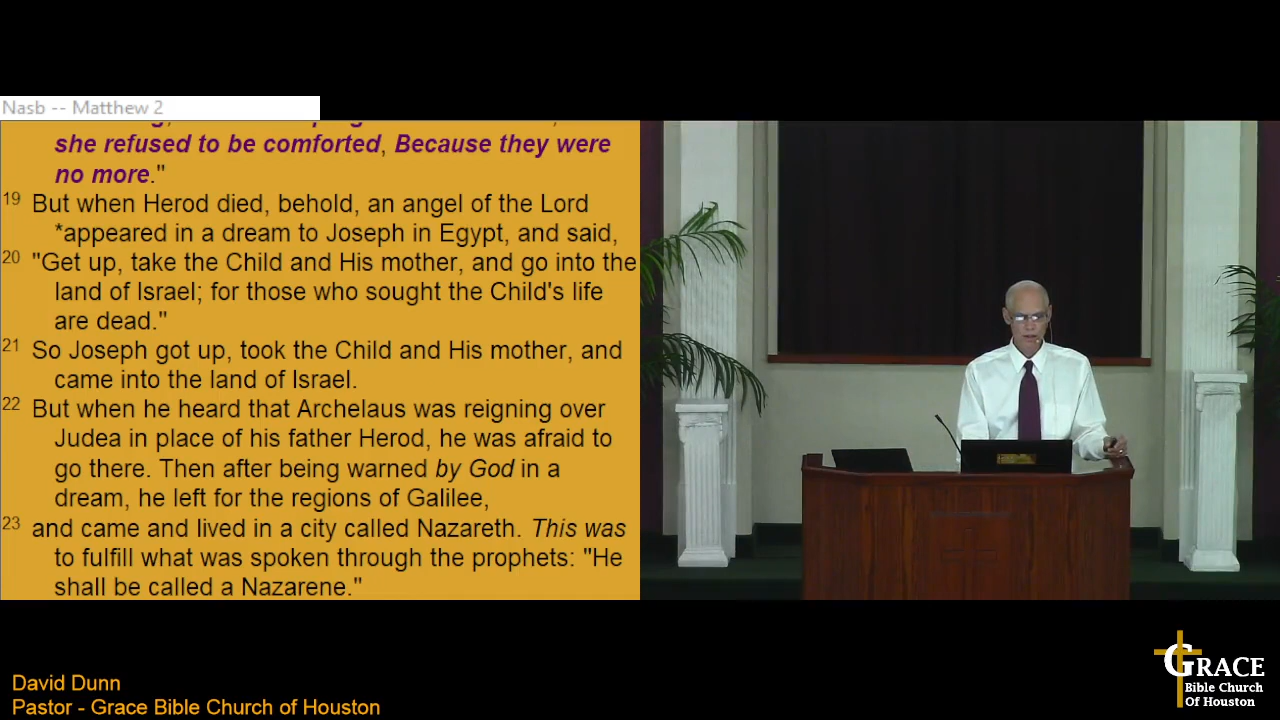 Nasb -- Matthew 2
she refused to be comforted, Because they were
no more."
19 But when Herod died, behold, an angel of the Lord
*appeared in a dream to Joseph in Egypt, and said,
20 "Get up, take the Child and His mother, and go into the
land of Israel; for those who sought the Child's life
are dead."
21 So Joseph got up, took the Child and His mother, and
came into the land of Israel.
22 But when he heard that Archelaus was reigning over
Judea in place of his father Herod, he was afraid to
go there. Then after being warned by God in a
dream, he left for the regions of Galilee,
23 and came and lived in a city called Nazareth. This was
to fulfill what was spoken through the prophets: "He
shall be called a Nazarene."
David Dunn
Pastor - Grace Bible Church of Houston
GRACE
Bible Church
Of Houston